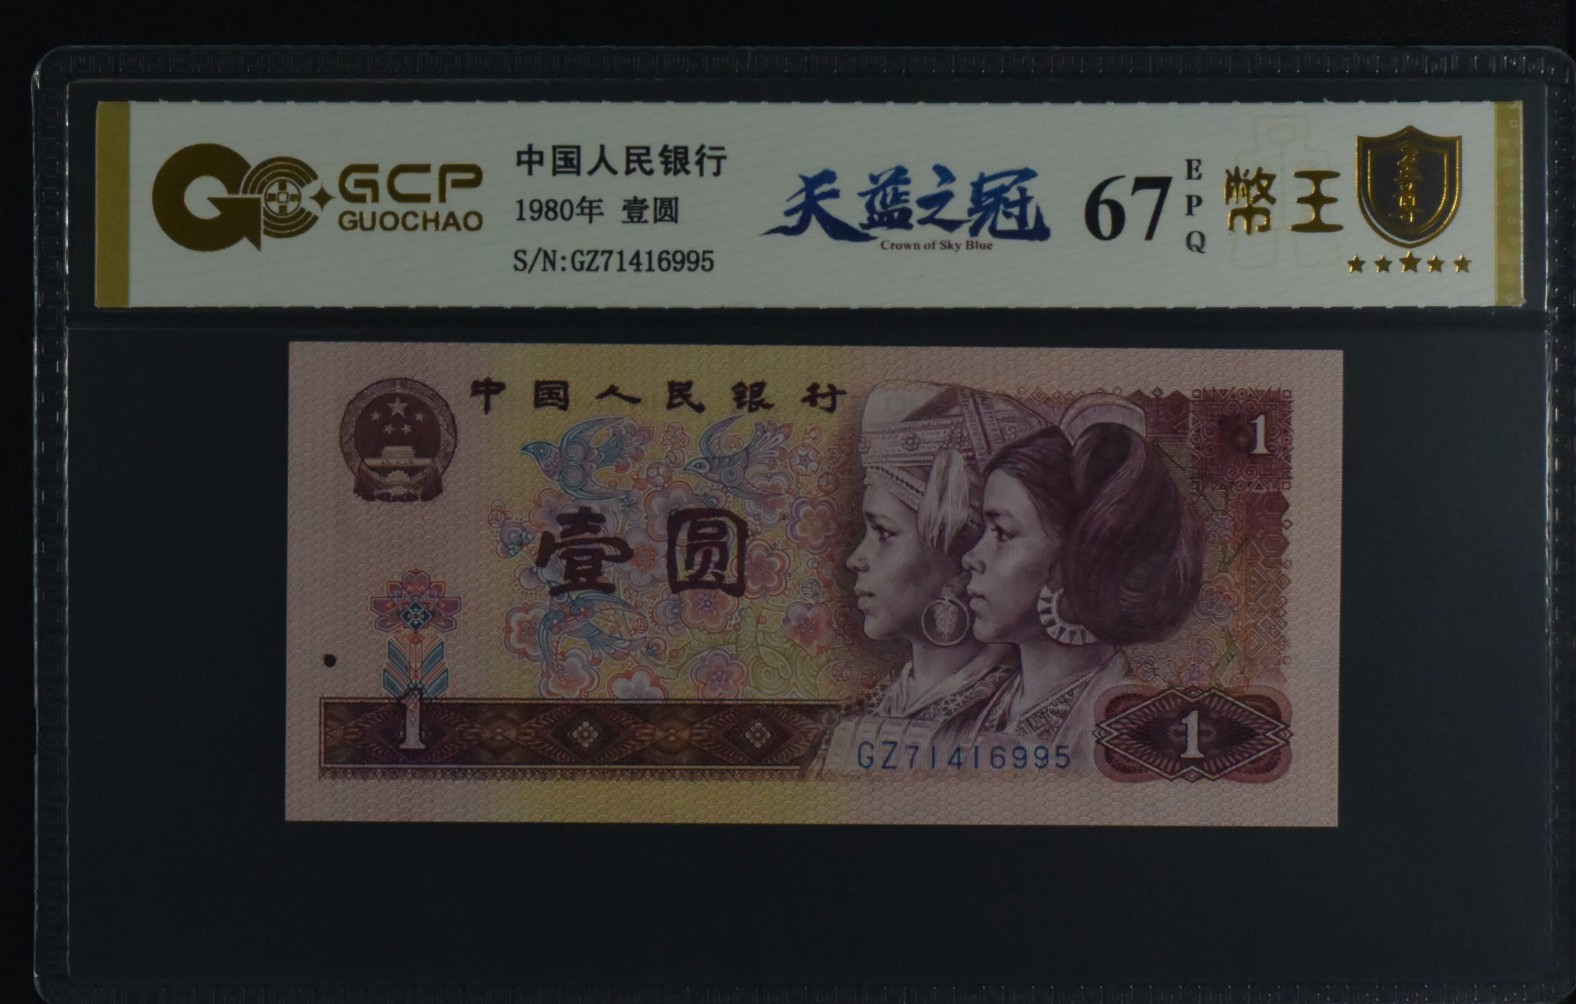 GCP
GUOCHAO
中国人民银行
1980年 壹圆
S/N:GZ71416995
天蓝之冠
Crown of Sky Blue
67
EPQ
幣王
中国人民银行
1
壹圆
1
GZ71416995
1